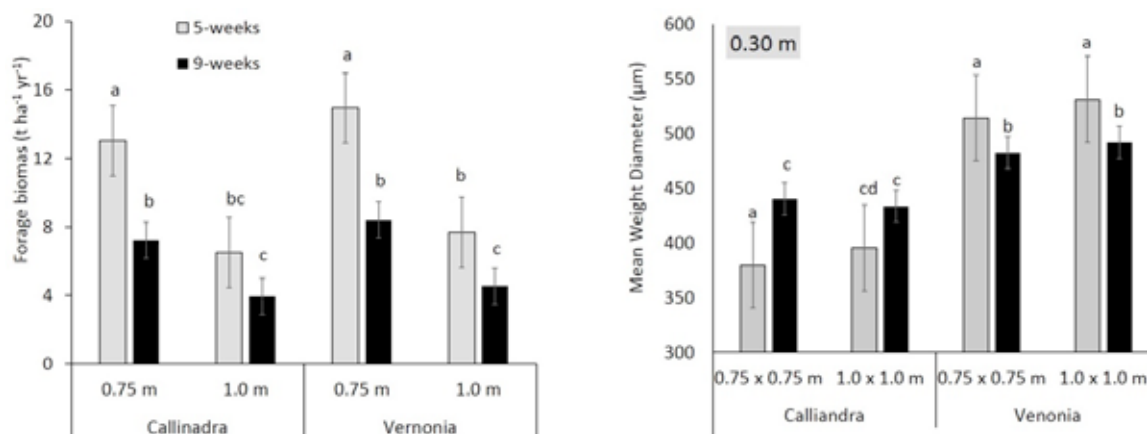 20
16
12
8
4
0
Forage biomas (t ha⁻¹ yr⁻¹)
5-weeks
9-weeks
a
b
bc
c
a
b
b
c
0.75 m
1.0 m
0.75 m
1.0 m
Callinadra
Vernonia
600
550
500
450
400
350
300
Mean Weight Diameter (µm)
0.30 m
a
c
cd
c
a
b
a
b
0.75 x 0.75 m
1.0 x 1.0 m
0.75 x 0.75 m
1.0 x 1.0 m
Calliandra
Venonia